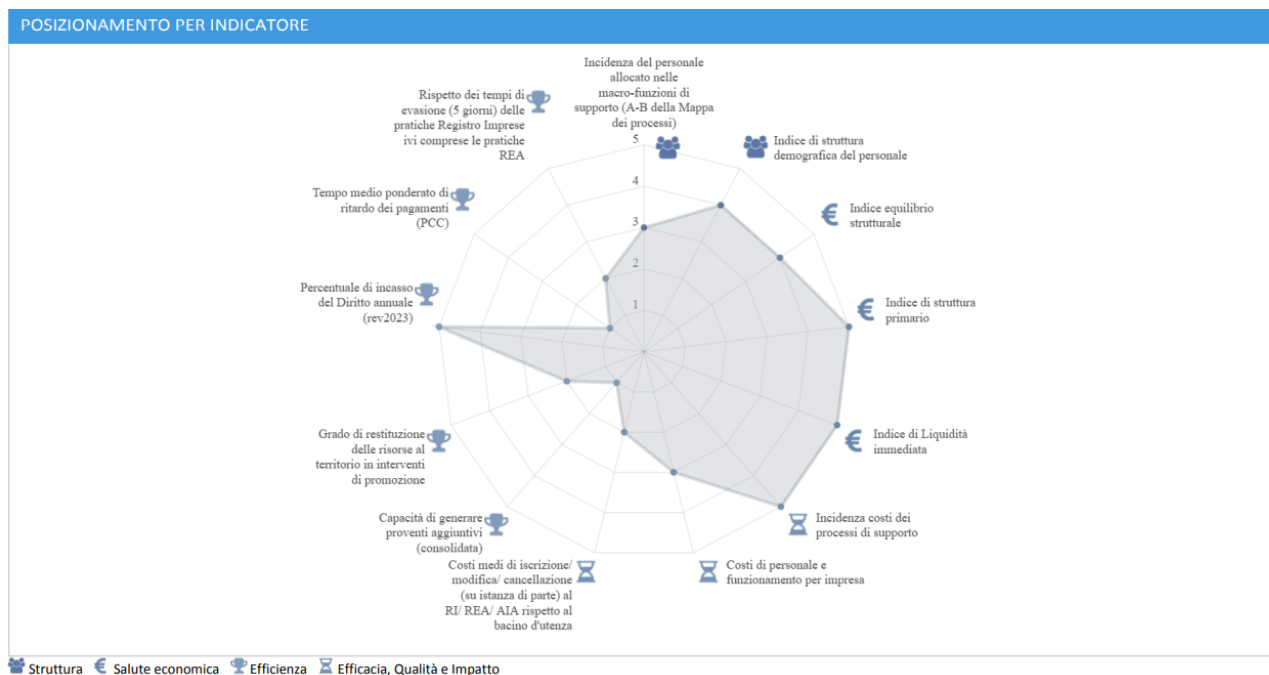 POSIZIONAMENTO PER INDICATORE
Incidenza del personale
allocato nelle
macro-funzioni di
supporto (A-B della Mappa
dei processi)
Indice di struttura
demografica del personale
Indice equilibrio
strutturale
Indice di struttura
primario
Indice di Liquidità
immediata
Incidenza costi dei
processi di supporto
Costi di personale e
funzionamento per impresa
Costi medi di iscrizione/
modifica/ cancellazione
(su istanza di parte) al
RI/ REA/ AIA rispetto al
bacino d'utenza
Capacità di generare
proventi aggiuntivi
(consolidata)
Grado di restituzione
delle risorse al
territorio in interventi
di promozione
Percentuale di incasso
del Diritto annuale
(rev2023)
Tempo medio ponderato di
ritardo dei pagamenti
(PCC)
Rispetto dei tempi di
evasione (5 giorni) delle
pratiche Registro Imprese
ivi comprese le pratiche
REA
5
4
3
2
1
Struttura € Salute economica Efficienza Efficacia, Qualità e Impatto